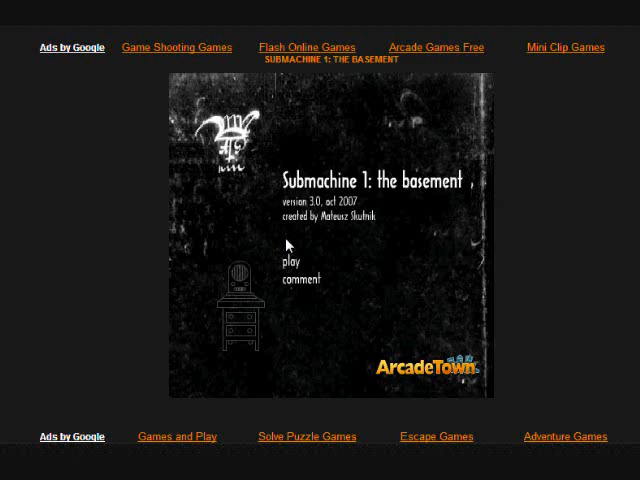 Ads by Google Game Shooting Games Flash Online Games Arcade Games Free Mini Clip Games
SUBMACHINE 1: THE BASEMENT
Submachine 1: the basement
version 3.0, oct 2007
created by Mateusz Skutnik
play
comment
ArcadeTown
Ads by Google Games and Play Solve Puzzle Games Escape Games Adventure Games